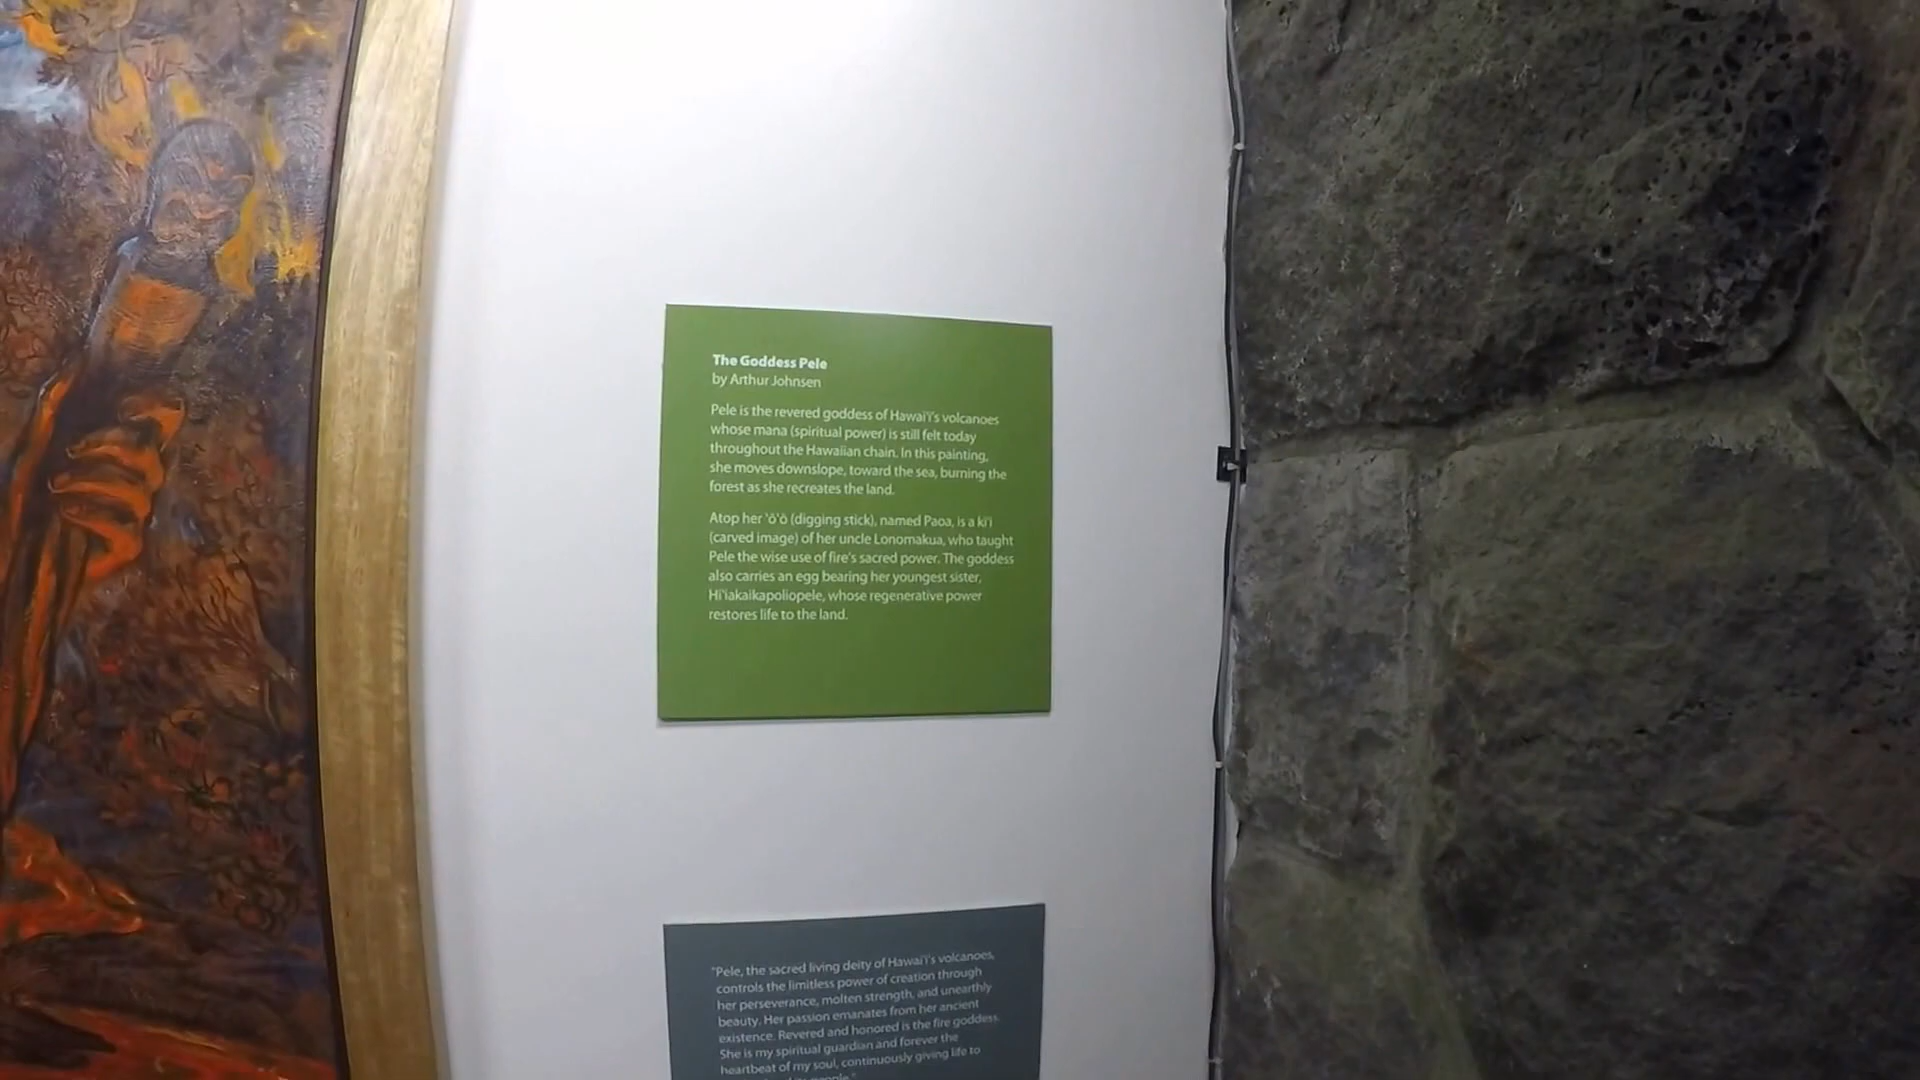 The Goddess Pele
by Arthur Johnsen
Pele is the revered goddess of Hawai'i's volcanoes
whose mana (spiritual power) is still felt today
throughout the Hawaiian chain. In this painting,
she moves downslope, toward the sea, burning the
forest as she recreates the land.
Atop her 'ō'ō (digging stick), named Paoa, is a ki'i
(carved image) of her uncle Lonomakua, who taught
Pele the wise use of fire's sacred power. The goddess
also carries an egg bearing her youngest sister,
Hi'iakaikapoliopele, whose regenerative power
restores life to the land.
"Pele, the sacred living deity of Hawai'i's volcanoes,
controls the limitless power of creation through
her perseverance, molten strength, and unearthly
beauty. Her passion emanates from her ancient
existence. Revered and honored is the fire goddess.
She is my spiritual guardian and forever the
heartbeat of my soul, continuously giving life to
people."